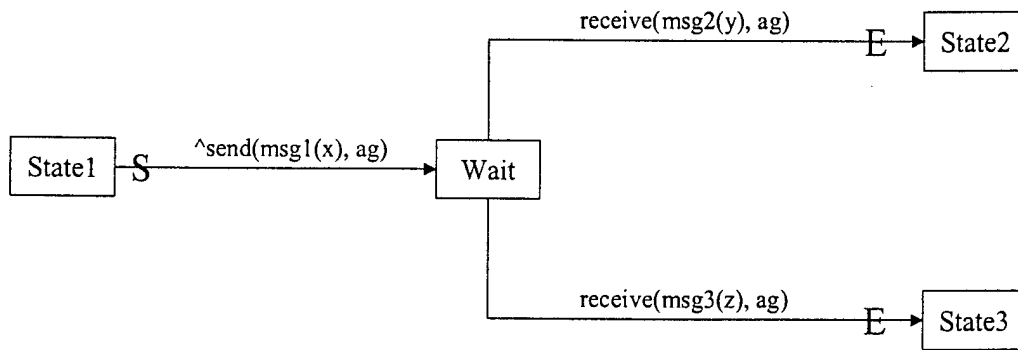 receive(msg2(y), ag)
E
State2
State1
S
^send(msg1(x), ag)
Wait
receive(msg3(z), ag)
E
State3